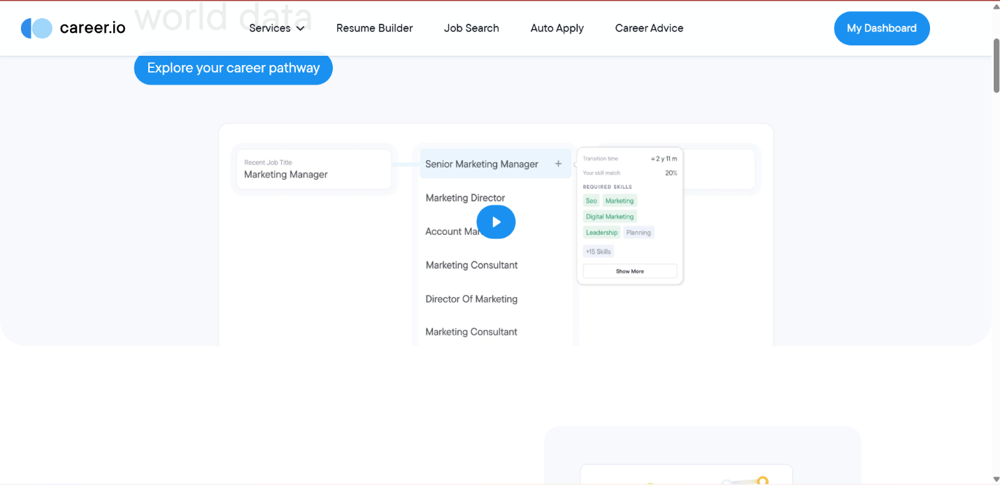 world data
career.io
Services
Resume Builder
Job Search
Auto Apply
Career Advice
My Dashboard
Explore your career pathway
Recent Job Title
Marketing Manager
Senior Marketing Manager +
Marketing Director
Account Mar
Marketing Consultant
Director Of Marketing
Marketing Consultant
Transition time ≈ 2 y 11 m
Your skill match 20%
REQUIRED SKILLS
Seo Marketing
Digital Marketing
Leadership Planning
+15 Skills
Show More